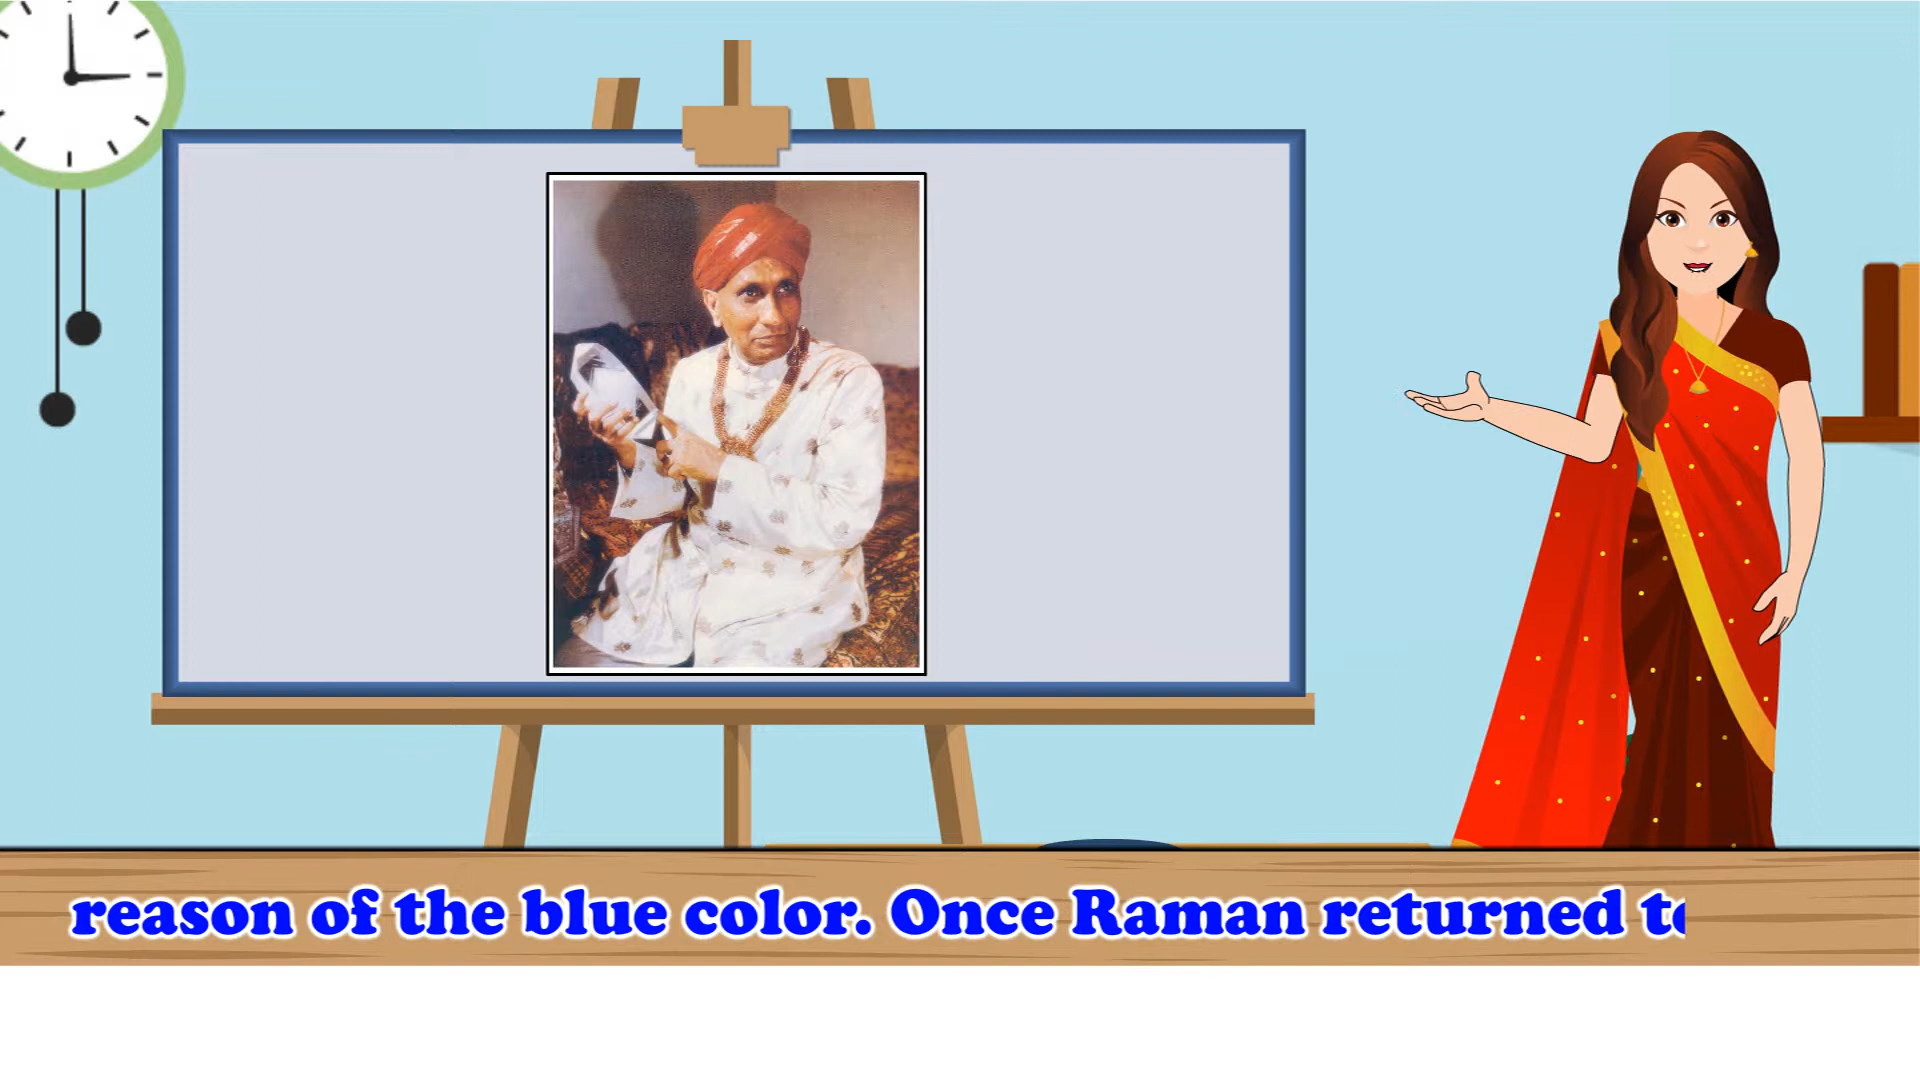 reason of the blue color. Once Raman returned